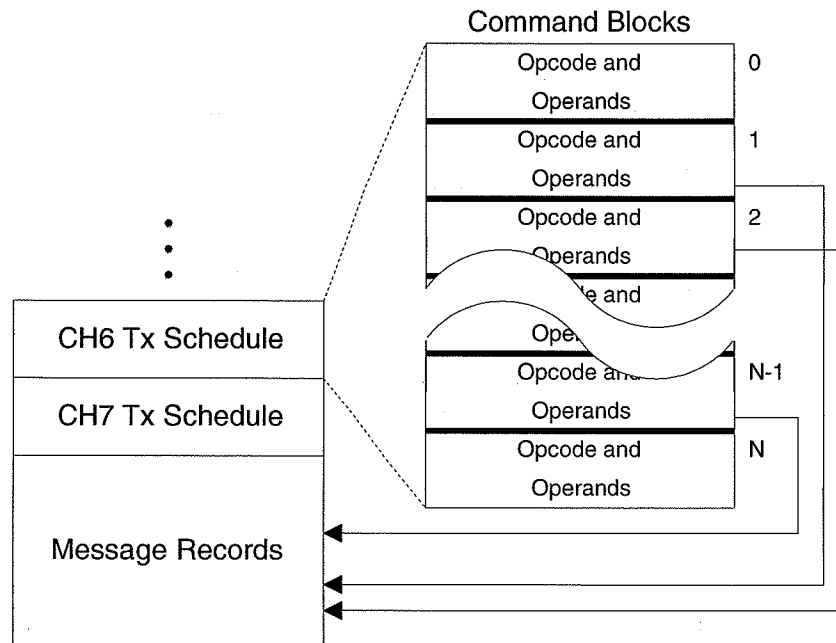 Command Blocks
Opcode and
Operands
0
Opcode and
Operands
1
Opcode and
Operands
2
and
Opcode and
Operands
N-1
Opcode and
Operands
N
CH6 Tx Schedule
CH7 Tx Schedule
Message Records